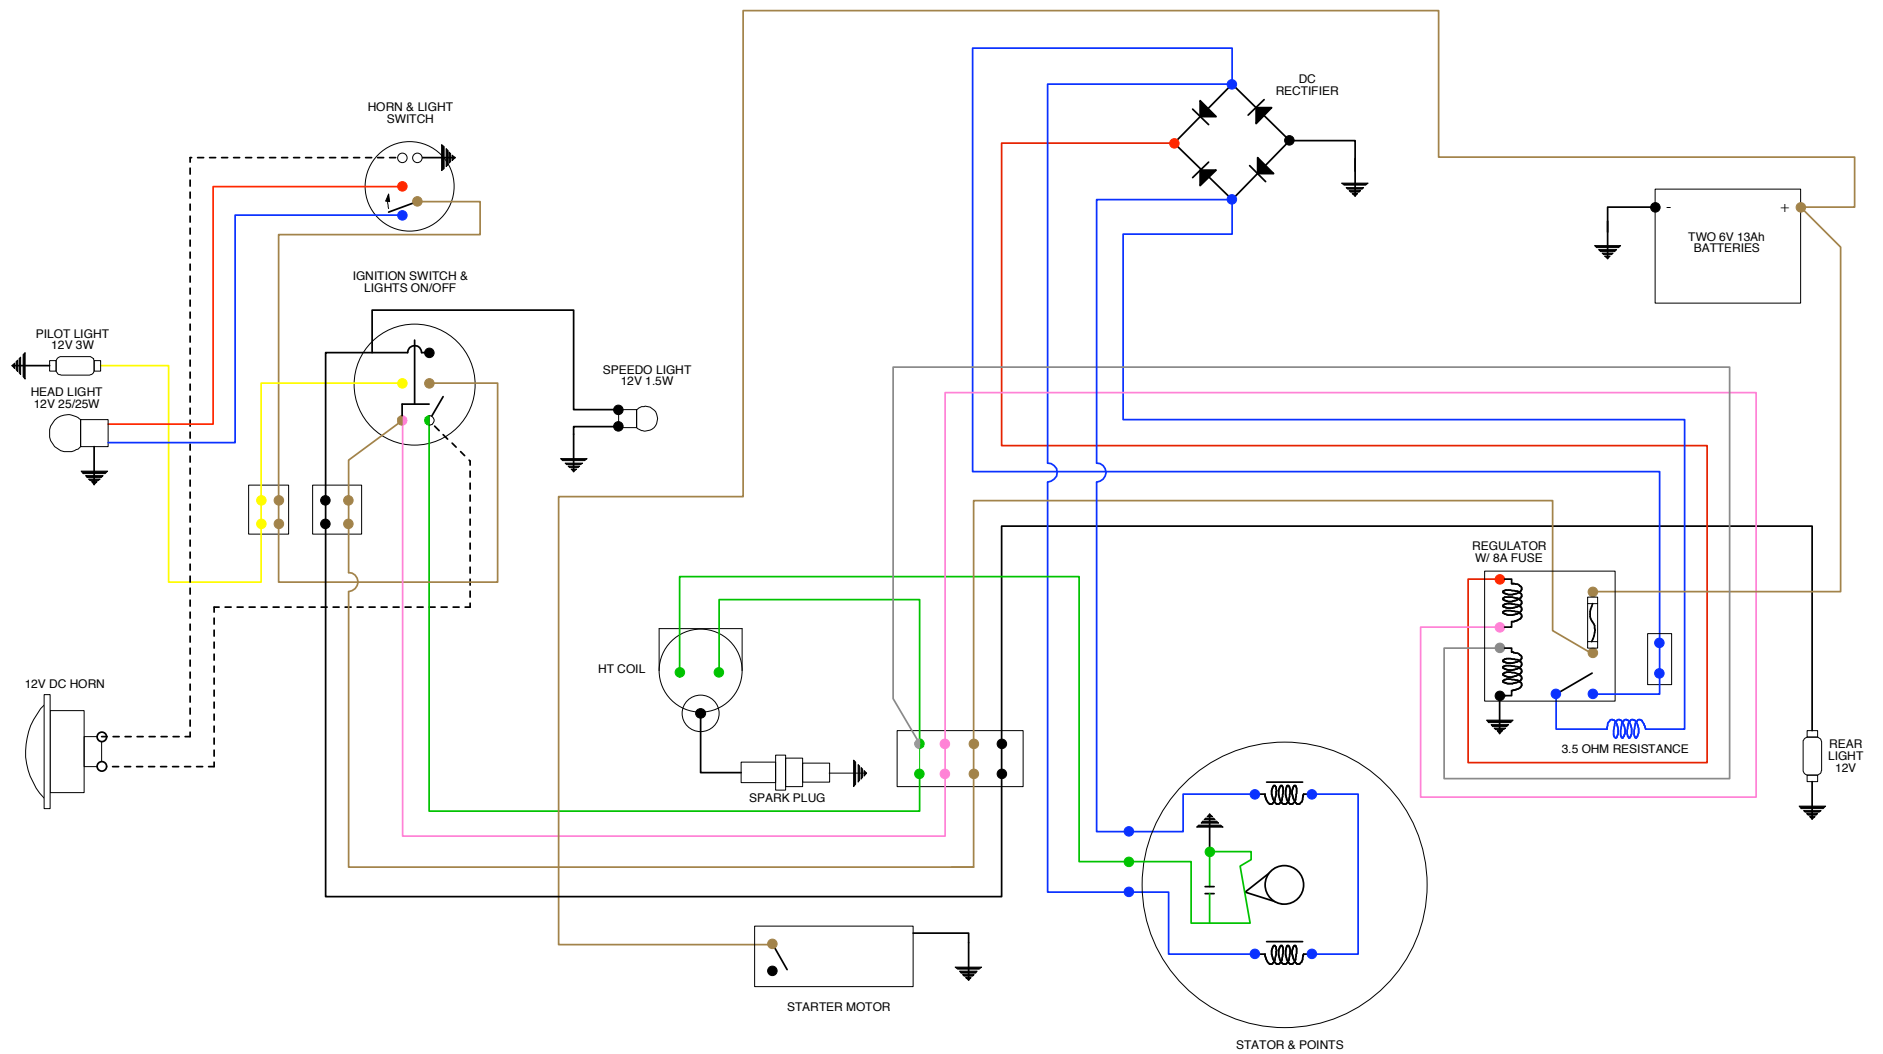 DC
RECTIFIER
HORN & LIGHT
SWITCH
-
+
TWO 6V 13Ah
BATTERIES
IGNITION SWITCH &
LIGHTS ON/OFF
PILOT LIGHT
12V 3W
SPEEDO LIGHT
12V 1.5W
HEAD LIGHT
12V 25/25W
REGULATOR
W/ 8A FUSE
HT COIL
12V DC HORN
3.5 OHM RESISTANCE
REAR
LIGHT
12V
SPARK PLUG
STARTER MOTOR
STATOR & POINTS